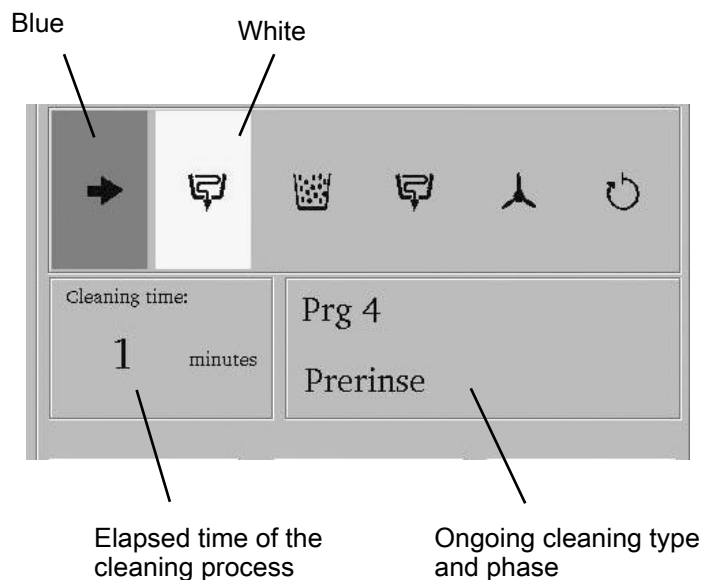 Blue
White
Cleaning time:
1 minutes
Prg 4
Prerinse
Elapsed time of the
cleaning process
Ongoing cleaning type
and phase